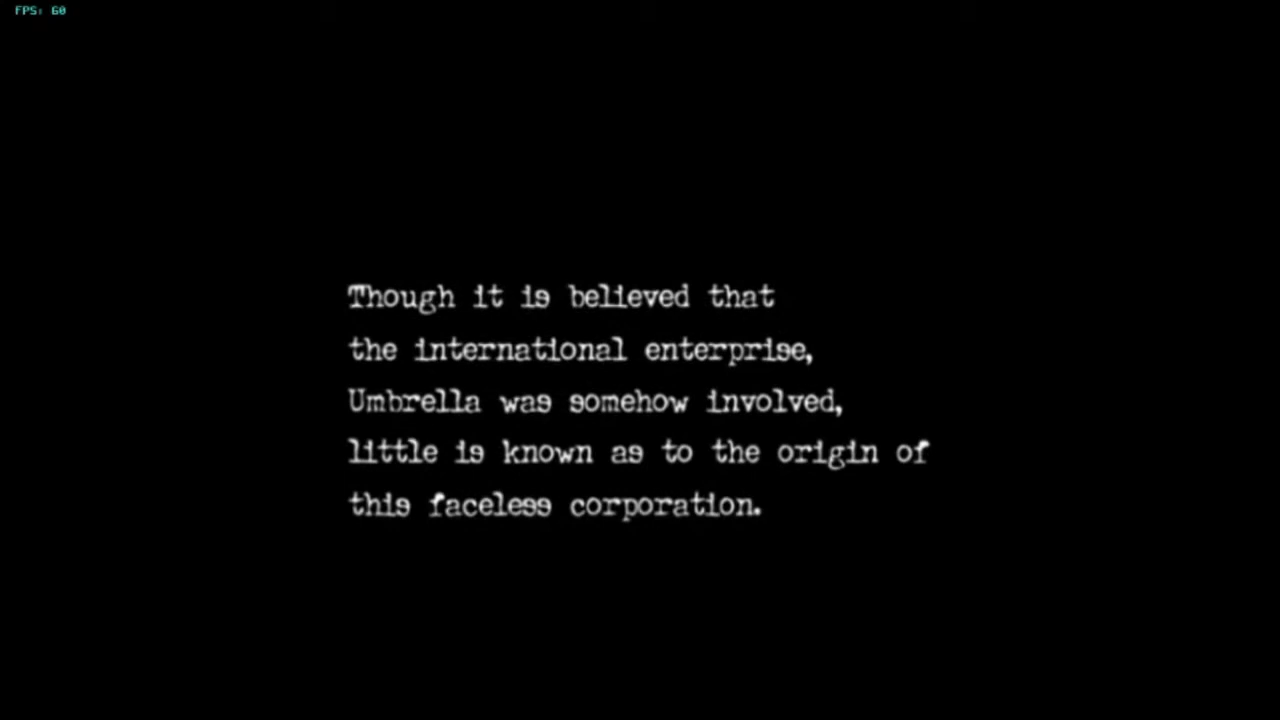 FPS: 60
Though it is believed that
the international enterprise,
Umbrella was somehow involved,
little is known as to the origin of
this faceless corporation.